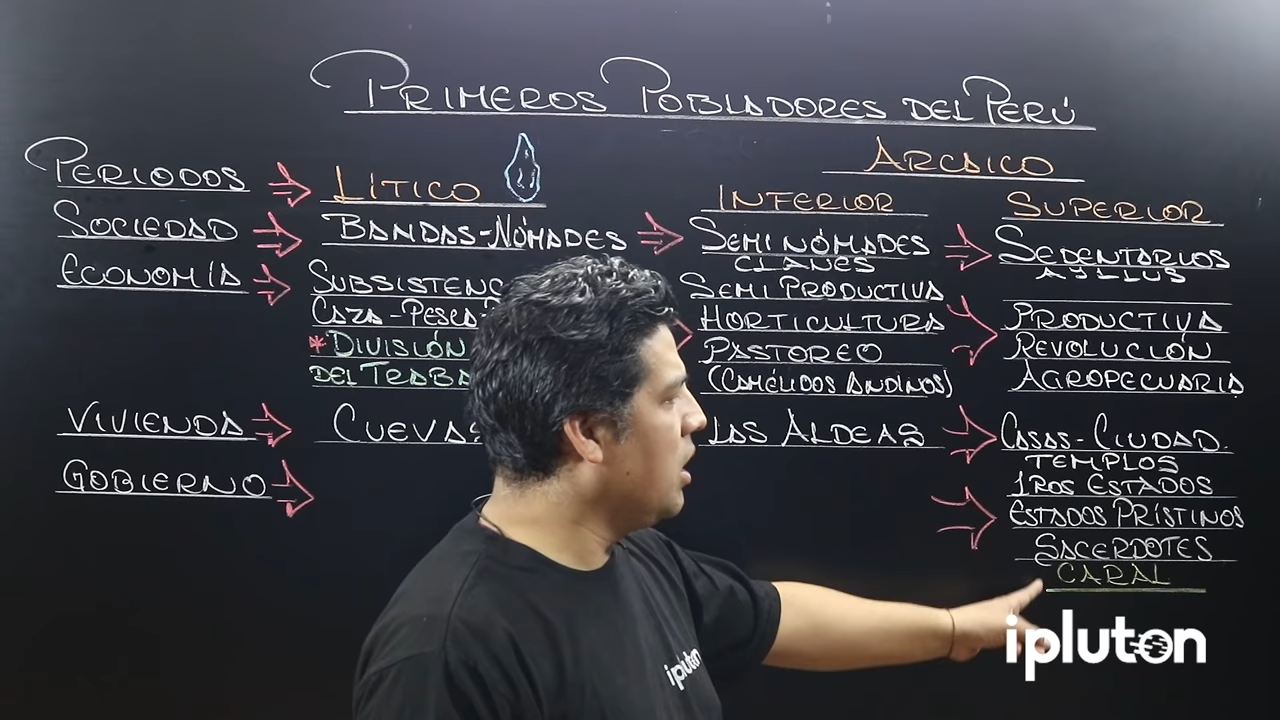 PRIMEROS POBLADORES DEL PERÚ
PERIODOS LÍTICO ARCAICO
INFERIOR SUPERIOR
SOCIEDAD BANDAS-NÓMADES SEMINÓMADES SEDENTARIOS
CLANES AYLLUS
ECONOMÍA SUBSISTENC SEMI PRODUCTIVA
CAZA-PESCA HORTICULTURA PRODUCTIVA
*DIVISIÓN PASTOREO REVOLUCIÓN
DEL TRABA (CAMÉLIDOS ANDINOS) AGROPECUARIA
VIVIENDA CUEVAS LAS ALDEAS CASAS-CIUDAD.
TEMPLOS
GOBIERNO 1ROS ESTADOS
ESTADOS PRÍSTINOS
SACERDOTES
CARAL
ipluton
ipluton